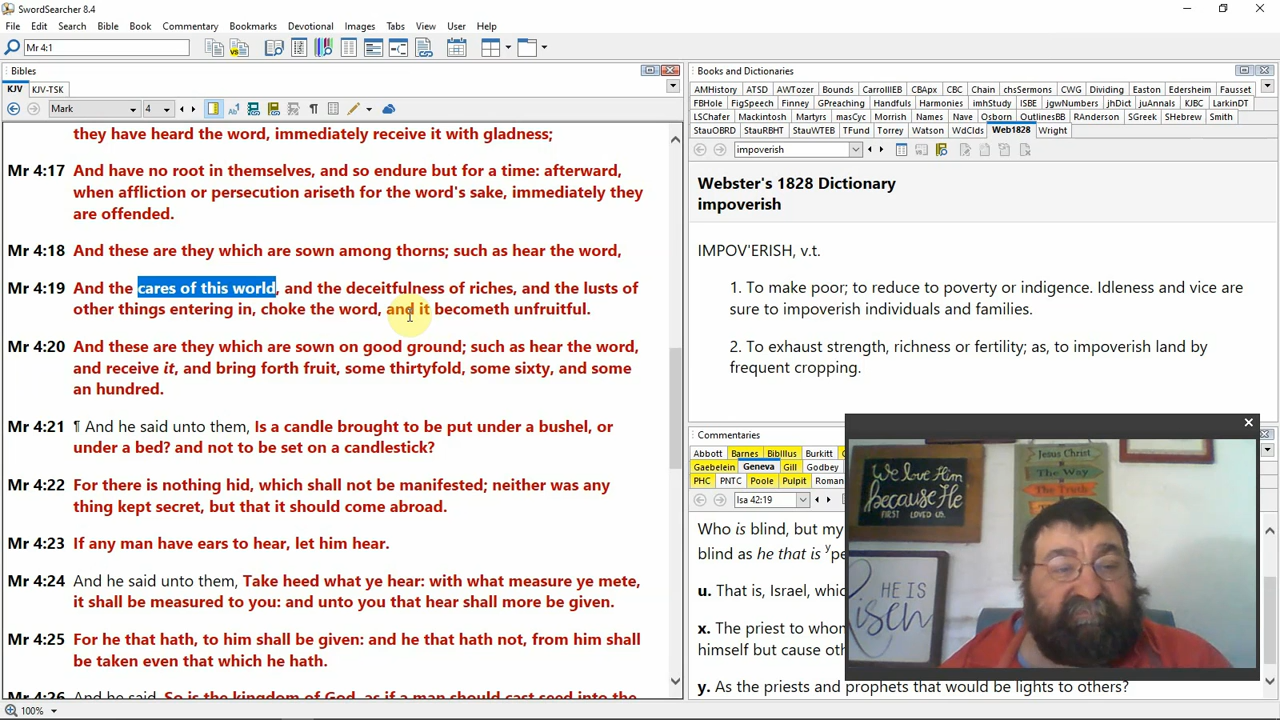 SwordSearcher 8.4
File Edit Search Bible Book Commentary Bookmarks Devotional Images Tabs View User Help
Mr 4:1
Bibles
KJV KJV-TSK
Mark 4
they have heard the word, immediately receive it with gladness;
Mr 4:17 And have no root in themselves, and so endure but for a time: afterward,
when affliction or persecution ariseth for the word's sake, immediately they
are offended.
Mr 4:18 And these are they which are sown among thorns; such as hear the word,
Mr 4:19 And the cares of this world, and the deceitfulness of riches, and the lusts of
other things entering in, choke the word, and it becometh unfruitful.
Mr 4:20 And these are they which are sown on good ground; such as hear the word,
and receive it, and bring forth fruit, some thirtyfold, some sixty, and some
an hundred.
Mr 4:21 ¶ And he said unto them, Is a candle brought to be put under a bushel, or
under a bed? and not to be set on a candlestick?
Mr 4:22 For there is nothing hid, which shall not be manifested; neither was any
thing kept secret, but that it should come abroad.
Mr 4:23 If any man have ears to hear, let him hear.
Mr 4:24 And he said unto them, Take heed what ye hear: with what measure ye mete,
it shall be measured to you: and unto you that hear shall more be given.
Mr 4:25 For he that hath, to him shall be given: and he that hath not, from him shall
be taken even that which he hath.
Mr 4:26 And he said, So is the kingdom of God, as if a man should cast seed into the
100%
Books and Dictionaries
AMHistory ATSD AWTozer Bounds CarrollIEB CBApx CBC Chain chsSermons CWG Dividing Easton Edersheim Fausset
FBHole FigSpeech Finney GPreaching Handfuls Harmonies imhStudy ISBE jgwNumbers jhDict juAnnals KJBC LarkinDT
LSChafer Mackintosh Martyrs masCyc Morrish Names Nave Osborn OutlinesBB RAnderson SGreek SHebrew Smith
StauOBRD StauRBHT StauWTEB TFund Torrey Watson WdClds Web1828 Wright
impoverish
Webster's 1828 Dictionary
impoverish
IMPOV'ERISH, v.t.
1. To make poor; to reduce to poverty or indigence. Idleness and vice are
sure to impoverish individuals and families.
2. To exhaust strength, richness or fertility; as, to impoverish land by
frequent cropping.
Commentaries
Abbott Barnes BibIllus Burkitt
Gaebelein Geneva Gill Godbey
PHC PNTC Poole Pulpit Roman
Isa 42:19
Who is blind, but my
blind as he that is
u. That is, Israel,
x. The priest to whom
himself but cause
y. As the priests and prophets that would be lights to others?
We love Him
because He
FIRST LOVED US.
Jesus Christ
The Way
The Truth
HE IS
Risen